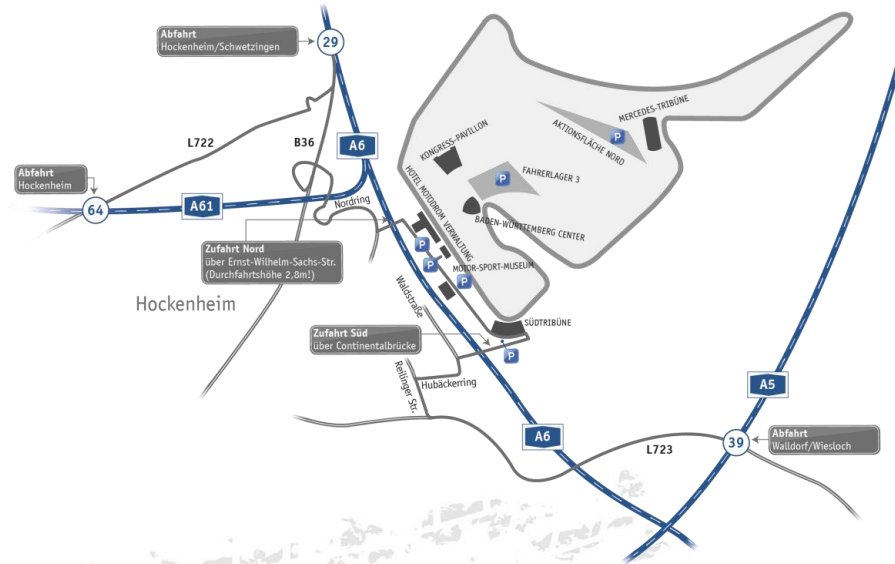 Abfahrt
Hockenheim/Schwetzingen
29
MERCEDES-TRIBÜNE
AKTIONSFLÄCHE NORD
P
L722
B36
A6
KONGRESS-PAVILLON
Abfahrt
Hockenheim
64
A61
P
FAHRERLAGER 3
Nordring
HOTEL MOTODROM VERWALTUNG
BADEN-WÜRTTEMBERG CENTER
Zufahrt Nord
über Ernst-Wilhelm-Sachs-Str.
(Durchfahrtshöhe 2,8m!)
P
P
MOTOR-SPORT-MUSEUM
P
Hockenheim
Waldstraße
SÜDTRIBÜNE
Zufahrt Süd
über Continentalbrücke
P
Hubäckerring
Reilinger Str.
A5
A6
L723
39
Abfahrt
Walldorf/Wiesloch